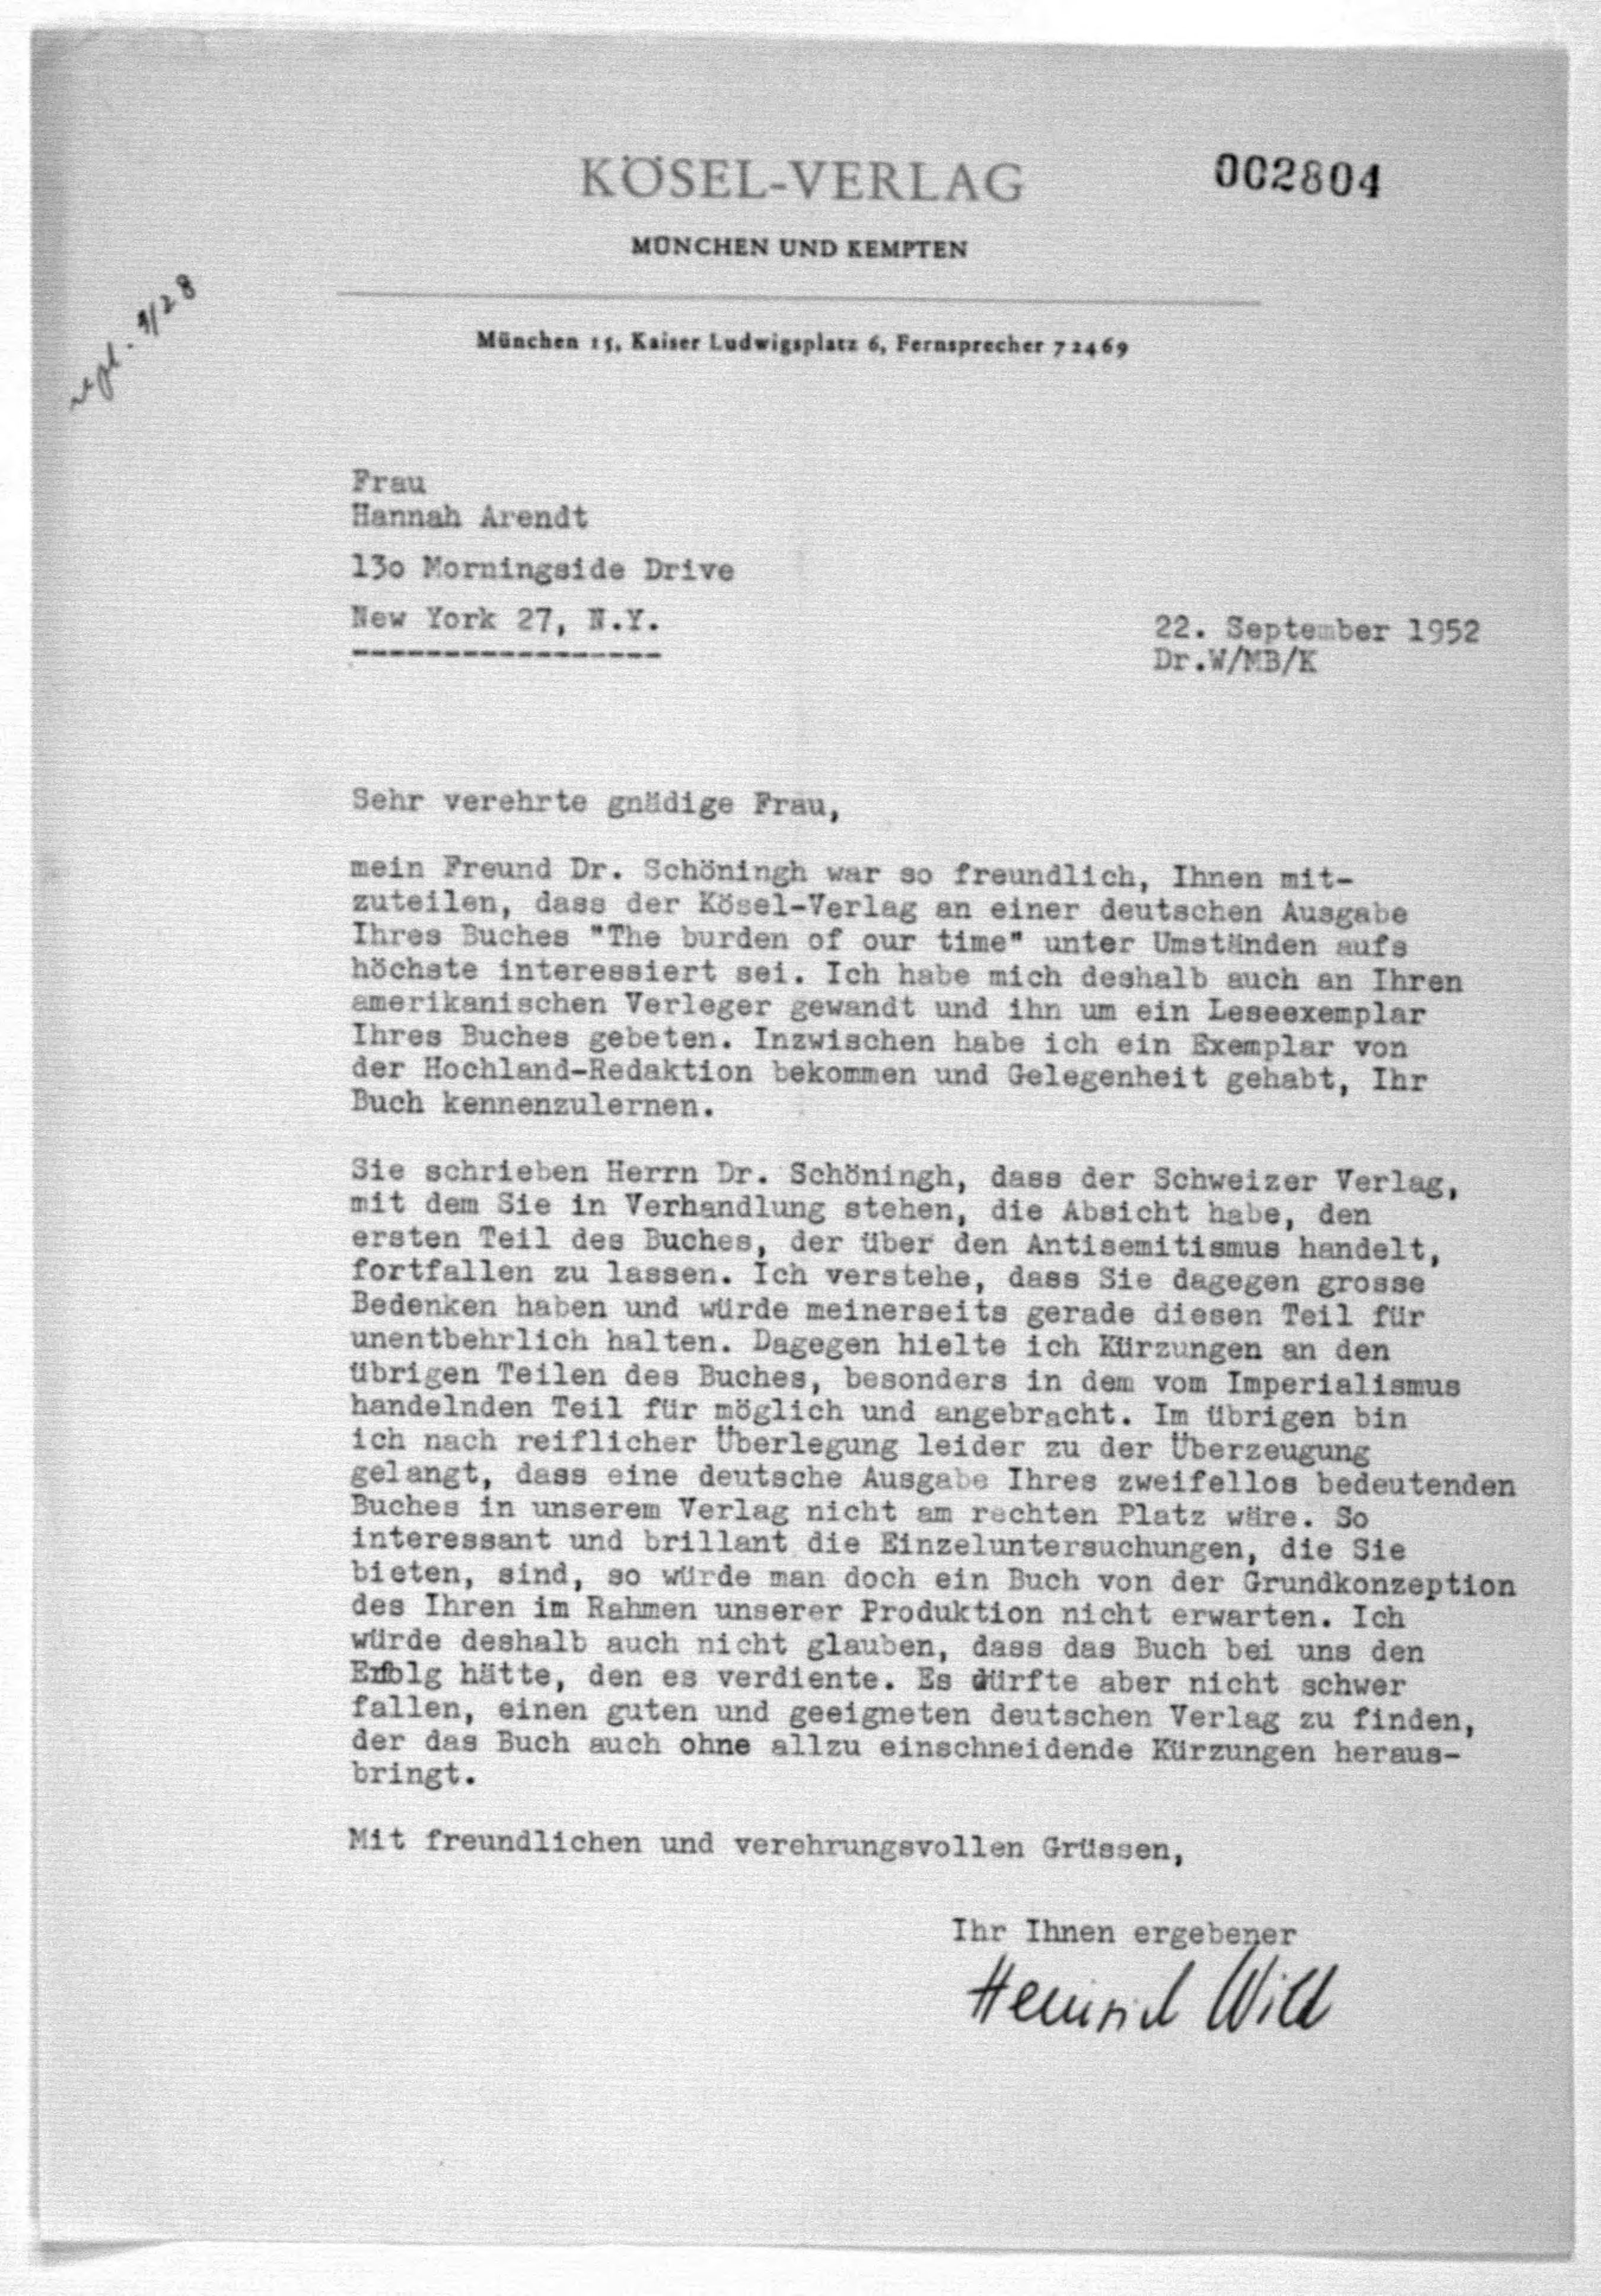 KÖSEL-VERLAG
002804
MÜNCHEN UND KEMPTEN
repl. 9/28
München 15, Kaiser Ludwigsplatz 6, Fernsprecher 72469
Frau
Hannah Arendt
130 Morningside Drive
New York 27, N.Y.
22. September 1952
Dr.W/MB/K
Sehr verehrte gnädige Frau,
mein Freund Dr. Schöningh war so freundlich, Ihnen mit-
zuteilen, dass der Kösel-Verlag an einer deutschen Ausgabe
Ihres Buches "The burden of our time" unter Umständen aufs
höchste interessiert sei. Ich habe mich deshalb auch an Ihren
amerikanischen Verleger gewandt und ihn um ein Leseexemplar
Ihres Buches gebeten. Inzwischen habe ich ein Exemplar von
der Hochland-Redaktion bekommen und Gelegenheit gehabt, Ihr
Buch kennenzulernen.
Sie schrieben Herrn Dr. Schöningh, dass der Schweizer Verlag,
mit dem Sie in Verhandlung stehen, die Absicht habe, den
ersten Teil des Buches, der über den Antisemitismus handelt,
fortfallen zu lassen. Ich verstehe, dass Sie dagegen grosse
Bedenken haben und würde meinerseits gerade diesen Teil für
unentbehrlich halten. Dagegen hielte ich Kürzungen an den
übrigen Teilen des Buches, besonders in dem vom Imperialismus
handelnden Teil für möglich und angebracht. Im übrigen bin
ich nach reiflicher Überlegung leider zu der Überzeugung
gelangt, dass eine deutsche Ausgabe Ihres zweifellos bedeutenden
Buches in unserem Verlag nicht am rechten Platz wäre. So
interessant und brillant die Einzeluntersuchungen, die Sie
bieten, sind, so würde man doch ein Buch von der Grundkonzeption
des Ihren im Rahmen unserer Produktion nicht erwarten. Ich
würde deshalb auch nicht glauben, dass das Buch bei uns den
Erfolg hätte, den es verdiente. Es dürfte aber nicht schwer
fallen, einen guten und geeigneten deutschen Verlag zu finden,
der das Buch auch ohne allzu einschneidende Kürzungen heraus-
bringt.
Mit freundlichen und verehrungsvollen Grüssen,
Ihr Ihnen ergebener
Heinrich Wild